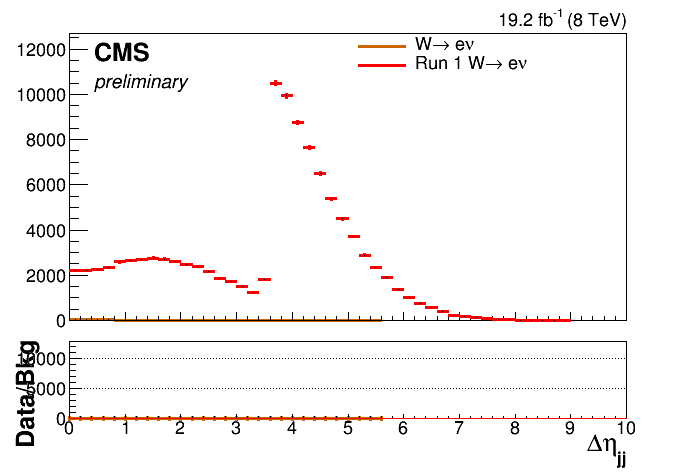 19.2 fb-1 (8 TeV)
CMS
preliminary
W→ eν
Run 1 W→ eν
12000
10000
8000
6000
4000
2000
0
Data/Bkg
0
0 1 2 3 4 5 6 7 8 9 10
Δηjj